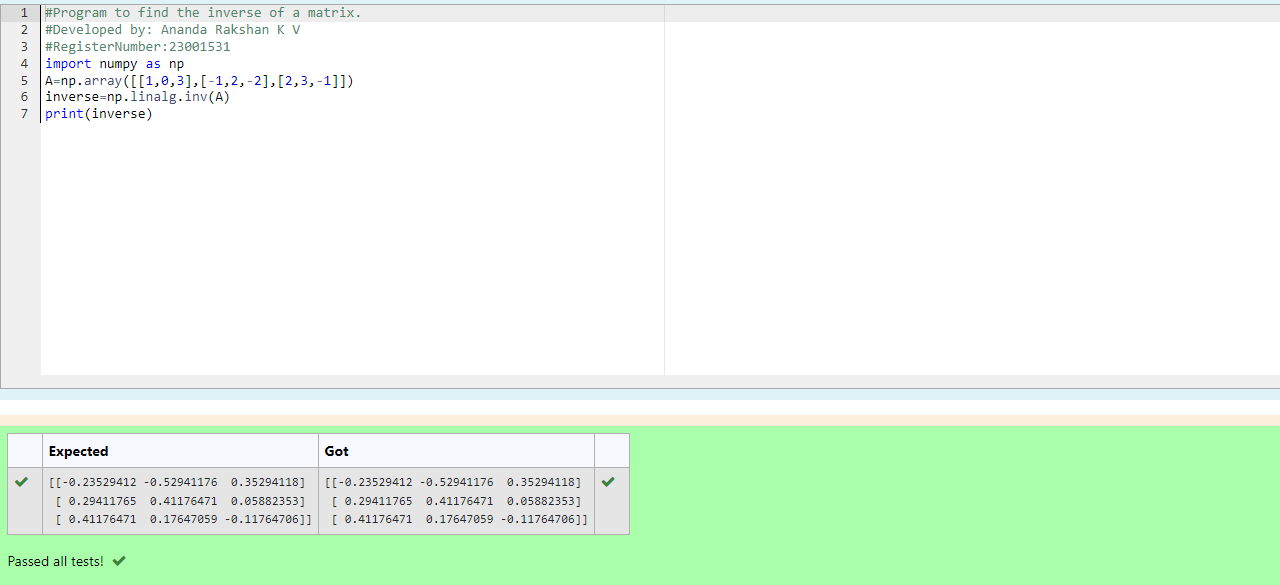 1 #Program to find the inverse of a matrix.
2 #Developed by: Ananda Rakshan K V
3 #RegisterNumber:23001531
4 import numpy as np
5 A=np.array([[1,0,3],[-1,2,-2],[2,3,-1]])
6 inverse=np.linalg.inv(A)
7 print(inverse)
Expected Got
[[-0.23529412 -0.52941176  0.35294118] [[-0.23529412 -0.52941176  0.35294118]
[ 0.29411765  0.41176471  0.05882353] [ 0.29411765  0.41176471  0.05882353]
[ 0.41176471  0.17647059 -0.11764706]] [ 0.41176471  0.17647059 -0.11764706]]
Passed all tests!